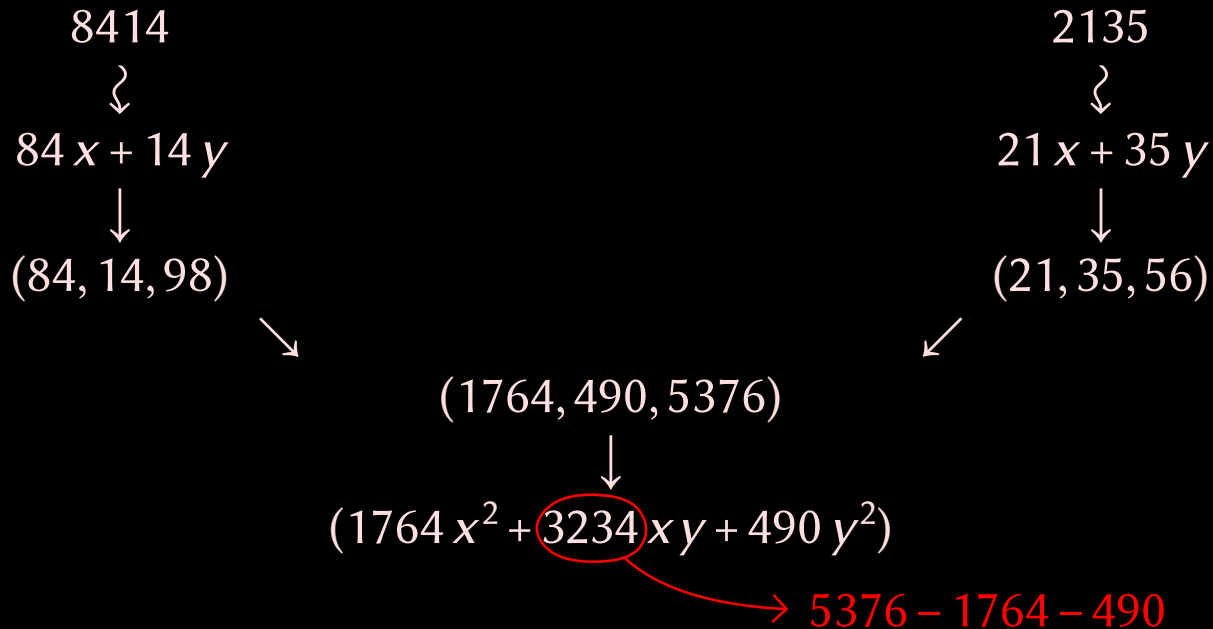 8414 2135
84 x + 14 y 21 x + 35 y
(84, 14, 98) (21, 35, 56)
(1764, 490, 5376)
(1764 x² + 3234 x y + 490 y²)
5376 – 1764 – 490